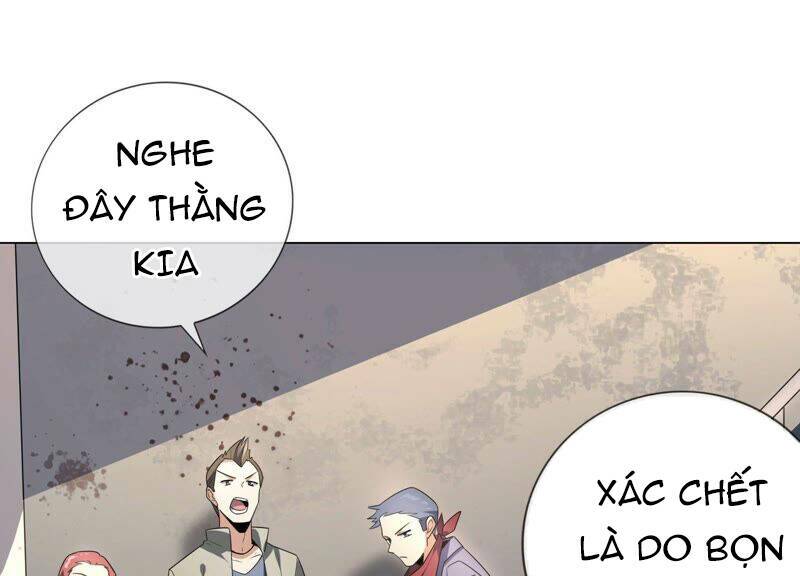 NGHE
ĐÂY THẰNG
KIA
XÁC CHẾT
LÀ DO BỌN